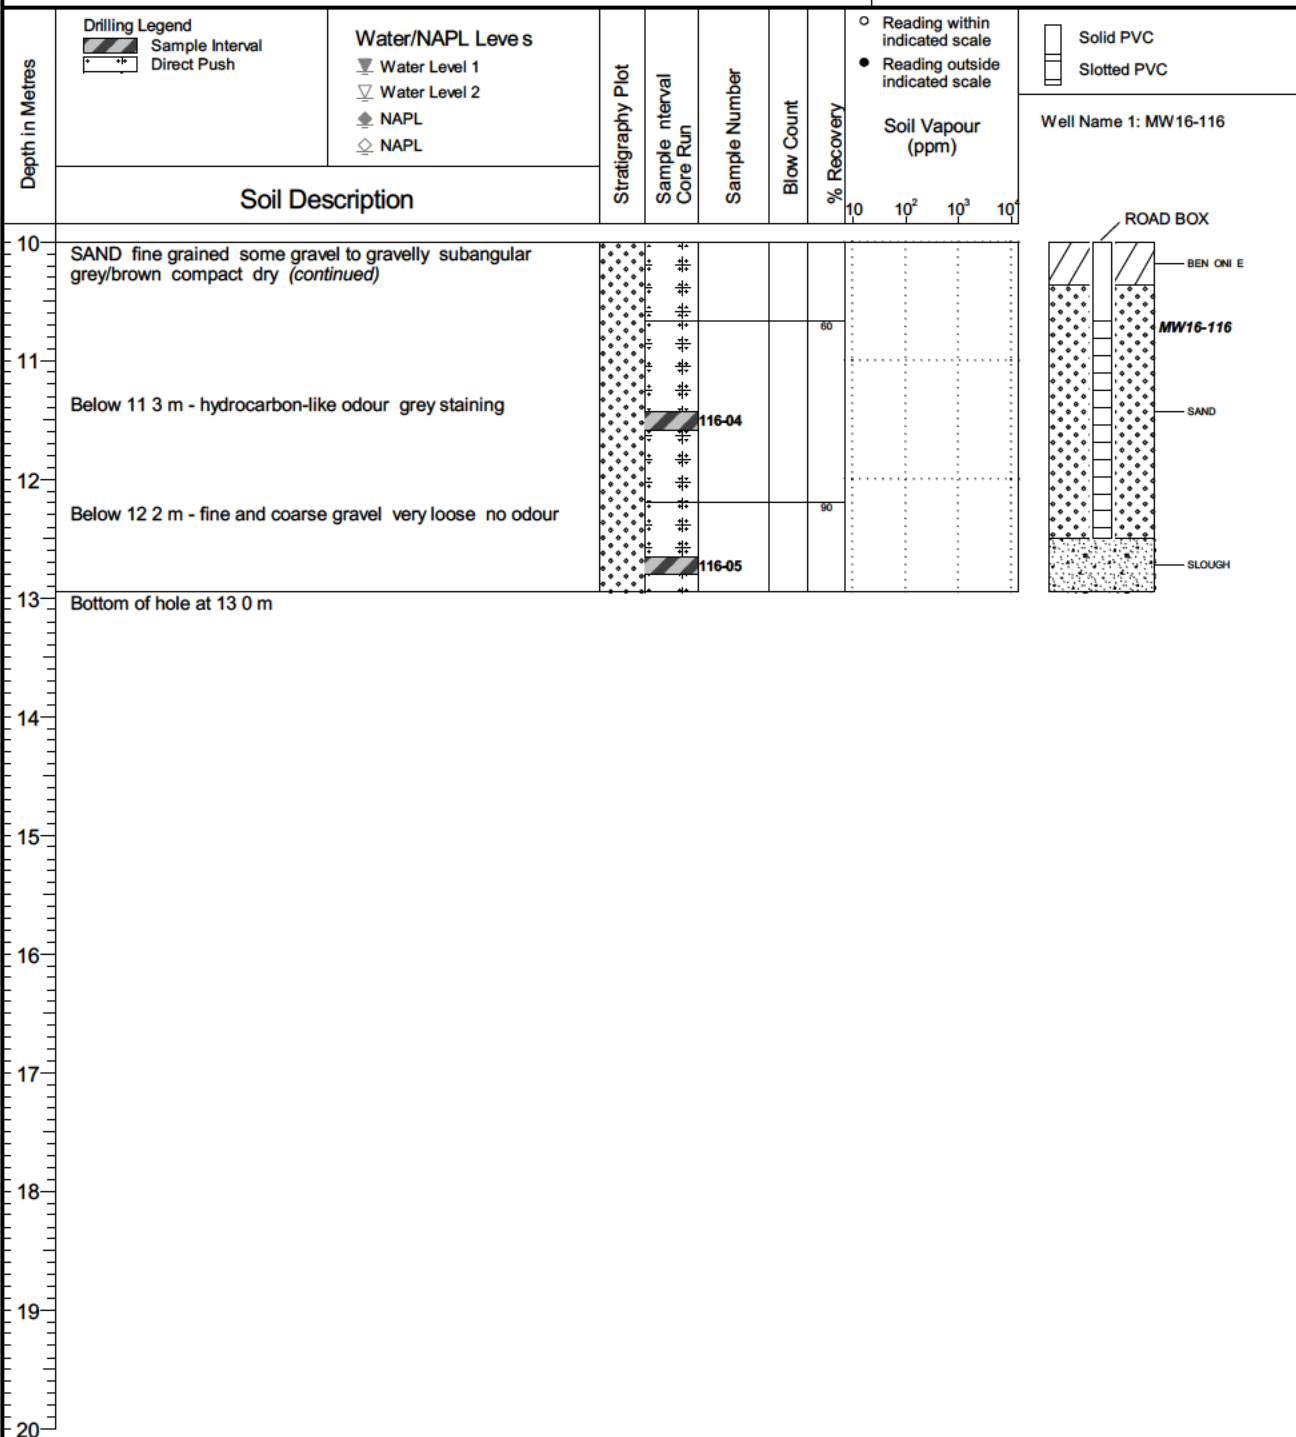 Drilling Legend
Sample Interval
Direct Push
Water/NAPL Leve s
Water Level 1
Water Level 2
NAPL
NAPL
Depth in Metres
Soil Description
Stratigraphy Plot
Sample nterval
Core Run
Sample Number
Blow Count
% Recovery
Reading within
indicated scale
Reading outside
indicated scale
Soil Vapour
(ppm)
10 10² 10³ 10⁴
Solid PVC
Slotted PVC
Well Name 1: MW16-116
ROAD BOX
10
SAND fine grained some gravel to gravelly subangular
grey/brown compact dry (continued)
BEN ONI E
60
MW16-116
11
Below 11 3 m - hydrocarbon-like odour grey staining
116-04
SAND
12
90
Below 12 2 m - fine and coarse gravel very loose no odour
116-05
SLOUGH
13
Bottom of hole at 13 0 m
14
15
16
17
18
19
20